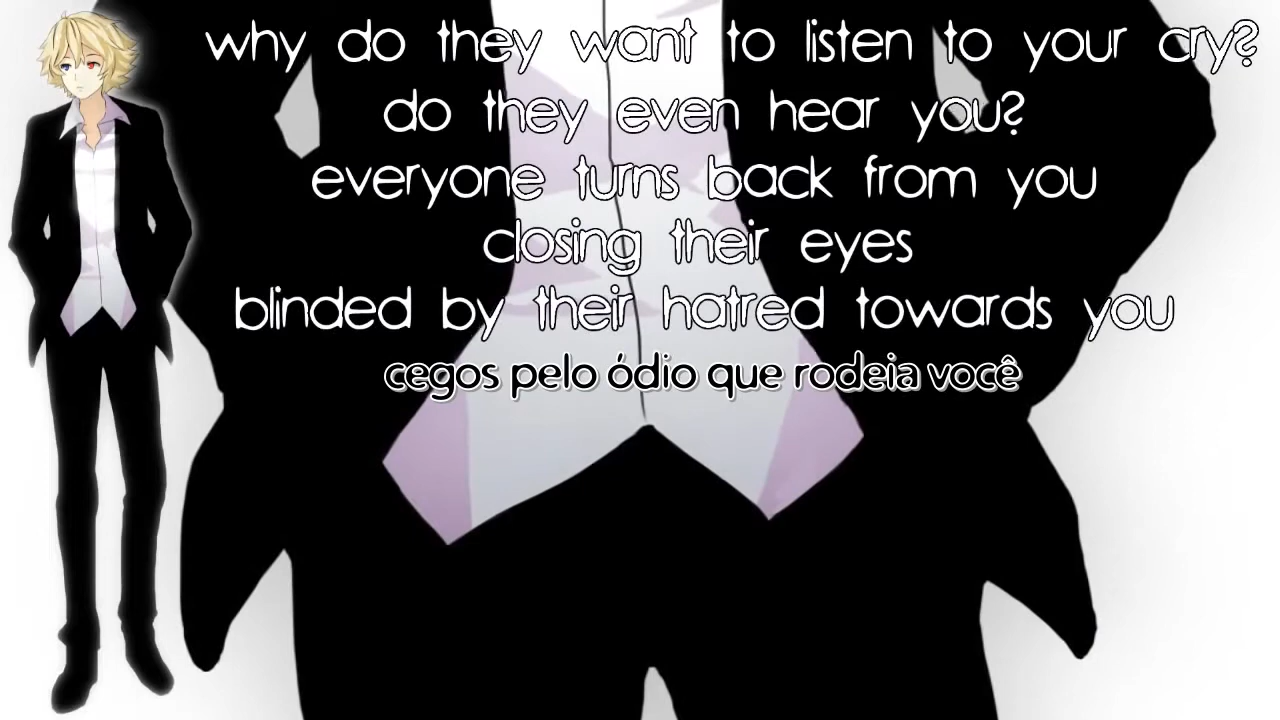 why do they want to listen to your cry?
do they even hear you?
everyone turns back from you
closing their eyes
blinded by their hatred towards you
cegos pelo ódio que rodeia você